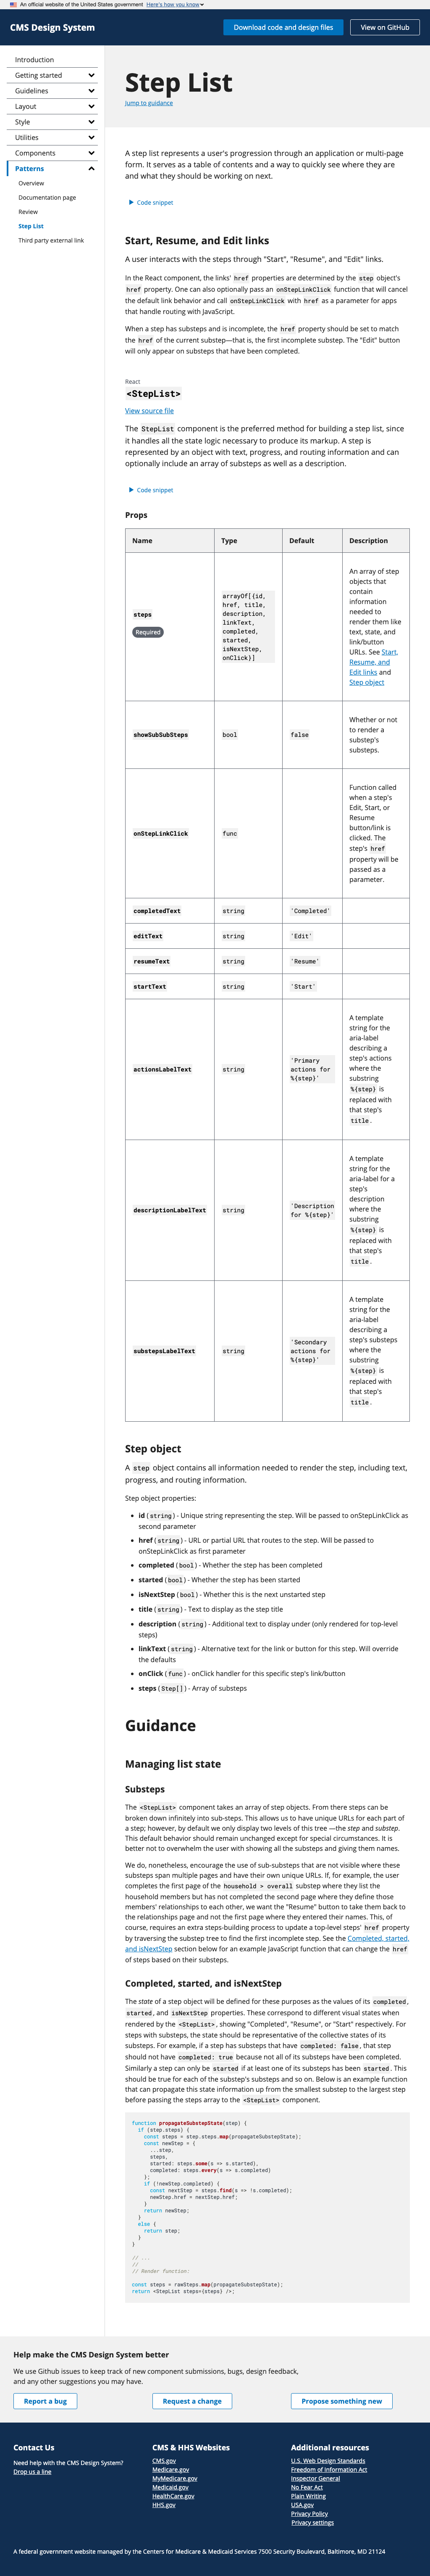 An official website of the United States government Here's how you know
CMS Design System
Download code and design files
View on GitHub
Introduction
Getting started
Guidelines
Layout
Style
Utilities
Components
Patterns
Overview
Documentation page
Review
Step List
Third party external link
Step List
Jump to guidance
A step list represents a user's progression through an application or multi-page
form. It serves as a table of contents and a way to quickly see where they are
and what they should be working on next.
Code snippet
Start, Resume, and Edit links
A user interacts with the steps through "Start", "Resume", and "Edit" links.
In the React component, the links' href properties are determined by the step object's
href property. One can also optionally pass an onStepLinkClick function that will cancel
the default link behavior and call onStepLinkClick with href as a parameter for apps
that handle routing with JavaScript.
When a step has substeps and is incomplete, the href property should be set to match
the href of the current substep—that is, the first incomplete substep. The "Edit" button
will only appear on substeps that have been completed.
React
<StepList>
View source file
The StepList component is the preferred method for building a step list, since
it handles all the state logic necessary to produce its markup. A step is
represented by an object with text, progress, and routing information and can
optionally include an array of substeps as well as a description.
Code snippet
Props
Name Type Default Description
steps
Required
arrayOf[{id,
href, title,
description,
linkText,
completed,
started,
isNextStep,
onClick}]
An array of step
objects that
contain
information
needed to
render them like
text, state, and
link/button
URLs. See Start,
Resume, and
Edit links and
Step object
showSubSubSteps
bool
false
Whether or not
to render a
substep's
substeps.
onStepLinkClick
func
Function called
when a step's
Edit, Start, or
Resume
button/link is
clicked. The
step's href
property will be
passed as a
parameter.
completedText string 'Completed'
editText string 'Edit'
resumeText string 'Resume'
startText string 'Start'
actionsLabelText
string
'Primary
actions for
%{step}'
A template
string for the
aria-label
describing a
step's actions
where the
substring
%{step} is
replaced with
that step's
title.
descriptionLabelText
string
'Description
for %{step}'
A template
string for the
aria-label for a
step's
description
where the
substring
%{step} is
replaced with
that step's
title.
substepsLabelText
string
'Secondary
actions for
%{step}'
A template
string for the
aria-label
describing a
step's substeps
where the
substring
%{step} is
replaced with
that step's
title.
Step object
A step object contains all information needed to render the step, including text,
progress, and routing information.
Step object properties:
• id (string) - Unique string representing the step. Will be passed to onStepLinkClick as
second parameter
• href (string) - URL or partial URL that routes to the step. Will be passed to
onStepLinkClick as first parameter
• completed (bool) - Whether the step has been completed
• started (bool) - Whether the step has been started
• isNextStep (bool) - Whether this is the next unstarted step
• title (string) - Text to display as the step title
• description (string) - Additional text to display under (only rendered for top-level
steps)
• linkText (string) - Alternative text for the link or button for this step. Will override
the defaults
• onClick (func) - onClick handler for this specific step's link/button
• steps (Step[]) - Array of substeps
Guidance
Managing list state
Substeps
The <StepList> component takes an array of step objects. From there steps can be
broken down infinitely into sub-steps. This allows us to have unique URLs for each part of
a step; however, by default we only display two levels of this tree —the step and substep.
This default behavior should remain unchanged except for special circumstances. It is
better not to overwhelm the user with showing all the substeps and giving them names.
We do, nonetheless, encourage the use of sub-substeps that are not visible where these
substeps span multiple pages and have their own unique URLs. If, for example, the user
completes the first page of the household > overall substep where they list the
household members but has not completed the second page where they define those
members' relationships to each other, we want the "Resume" button to take them back to
the relationships page and not the first page where they entered their names. This, of
course, requires an extra steps-building process to update a top-level steps' href property
by traversing the substep tree to find the first incomplete step. See the Completed, started,
and isNextStep section below for an example JavaScript function that can change the href
of steps based on their substeps.
Completed, started, and isNextStep
The state of a step object will be defined for these purposes as the values of its completed,
started, and isNextStep properties. These correspond to different visual states when
rendered by the <StepList>, showing "Completed", "Resume", or "Start" respectively. For
steps with substeps, the state should be representative of the collective states of its
substeps. For example, if a step has substeps that have completed: false, that step
should not have completed: true because not all of its substeps have been completed.
Similarly a step can only be started if at least one of its substeps has been started. This
should be true for each of the substep's substeps and so on. Below is an example function
that can propagate this state information up from the smallest substep to the largest step
before passing the steps array to the <StepList> component.
function propagateSubstepState(step) {
if (step.steps) {
const steps = step.steps.map(propagateSubstepState);
const newStep = {
...step,
steps,
started: steps.some(s => s.started),
completed: steps.every(s => s.completed)
};
if (!newStep.completed) {
const nextStep = steps.find(s => !s.completed);
newStep.href = nextStep.href;
}
return newStep;
}
else {
return step;
}
}
// ...
//
// Render function:
const steps = rawSteps.map(propagateSubstepState);
return <StepList steps={steps} />;
Help make the CMS Design System better
We use Github issues to keep track of new component submissions, bugs, design feedback,
and any other suggestions you may have.
Report a bug
Request a change
Propose something new
Contact Us
Need help with the CMS Design System?
Drop us a line
CMS & HHS Websites
CMS.gov
Medicare.gov
MyMedicare.gov
Medicaid.gov
HealthCare.gov
HHS.gov
Additional resources
U.S. Web Design Standards
Freedom of Information Act
Inspector General
No Fear Act
Plain Writing
USA.gov
Privacy Policy
Privacy settings
A federal government website managed by the Centers for Medicare & Medicaid Services 7500 Security Boulevard, Baltimore, MD 21124